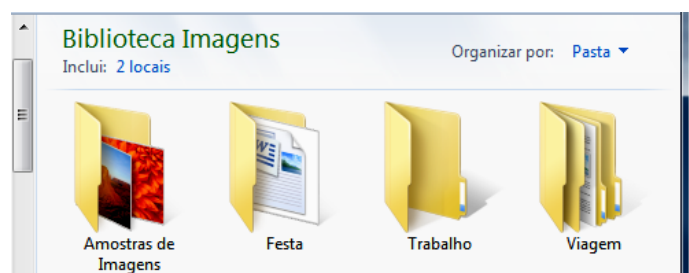 Biblioteca Imagens
Inclui: 2 locais
Organizar por: Pasta
Amostras de
Imagens
Festa
Trabalho
Viagem